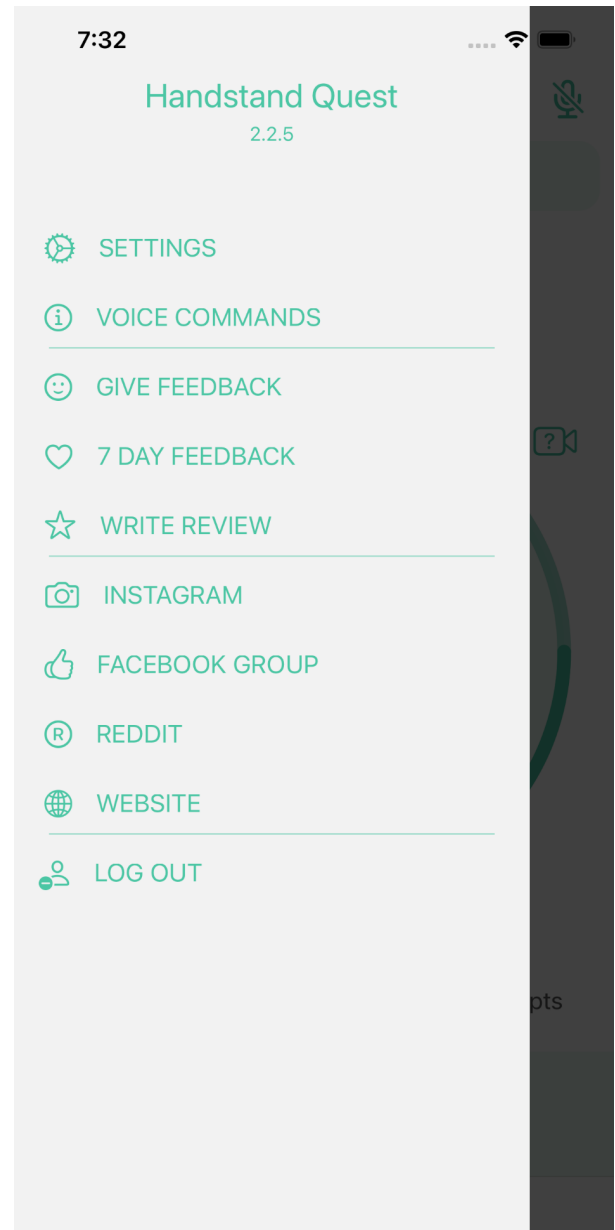 7:32
Handstand Quest
2.2.5
SETTINGS
VOICE COMMANDS
GIVE FEEDBACK
?
7 DAY FEEDBACK
WRITE REVIEW
INSTAGRAM
FACEBOOK GROUP
R REDDIT
WEBSITE
LOG OUT
pts